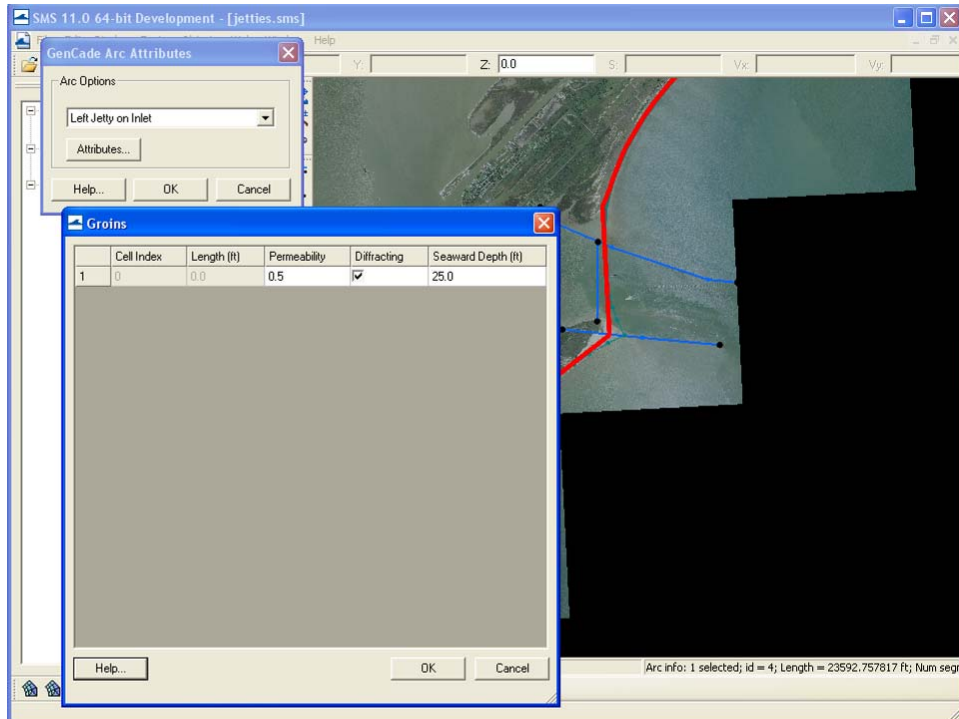 SMS 11.0 64-bit Development - [jetties.sms]
Help
GenCade Arc Attributes
Y:
Z: 0.0
S:
Vx:
Vy:
Arc Options
Left Jetty on Inlet
Attributes...
Help... OK Cancel
Groins
Cell Index Length (ft) Permeability Diffracting Seaward Depth (ft)
1 0 0.0 0.5 25.0
Help... OK Cancel
Arc info: 1 selected; id = 4; Length = 23592.757817 ft; Num segm